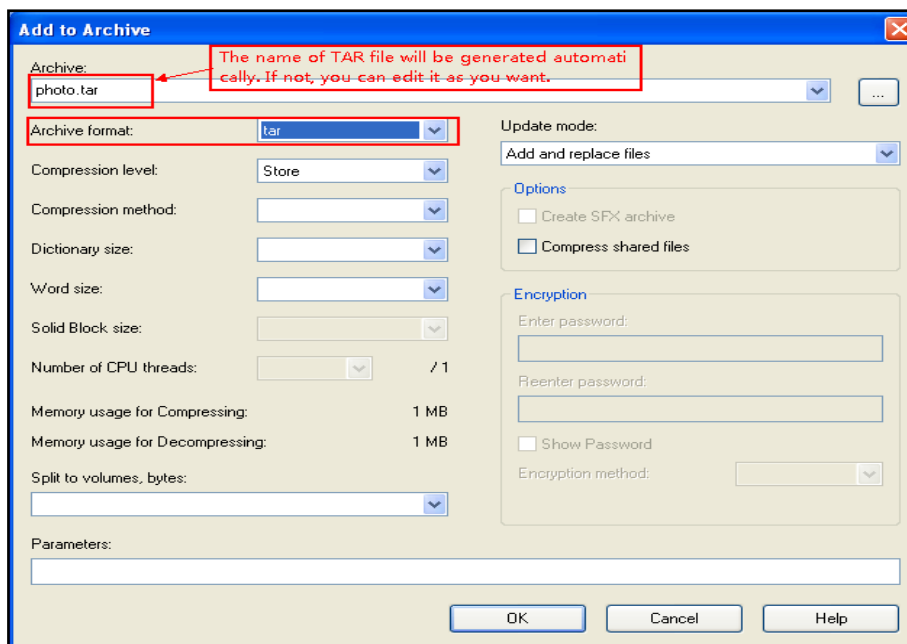 Add to Archive
The name of TAR file will be generated automati
cally. If not, you can edit it as you want.
Archive:
photo.tar
...
Archive format:
tar
Update mode:
Add and replace files
Compression level:
Store
Options
Create SFX archive
Compress shared files
Compression method:
Dictionary size:
Word size:
Encryption
Enter password:
Solid Block size:
Number of CPU threads:
/ 1
Reenter password:
Memory usage for Compressing:
1 MB
Memory usage for Decompressing:
1 MB
Show Password
Encryption method:
Split to volumes, bytes:
Parameters:
OK
Cancel
Help